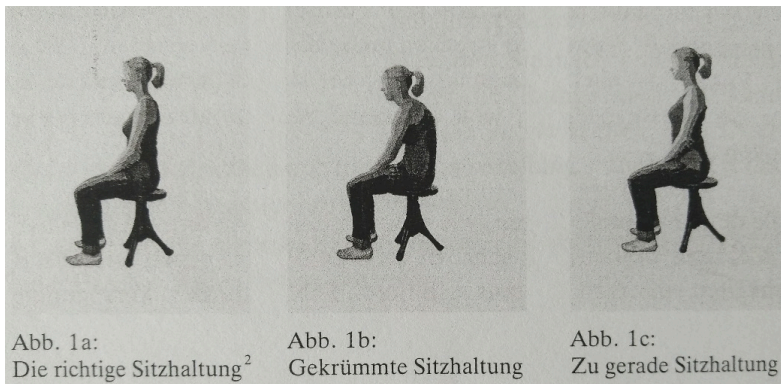 Abb. 1a:
Die richtige Sitzhaltung²
Abb. 1b:
Gekrümmte Sitzhaltung
Abb. 1c:
Zu gerade Sitzhaltung